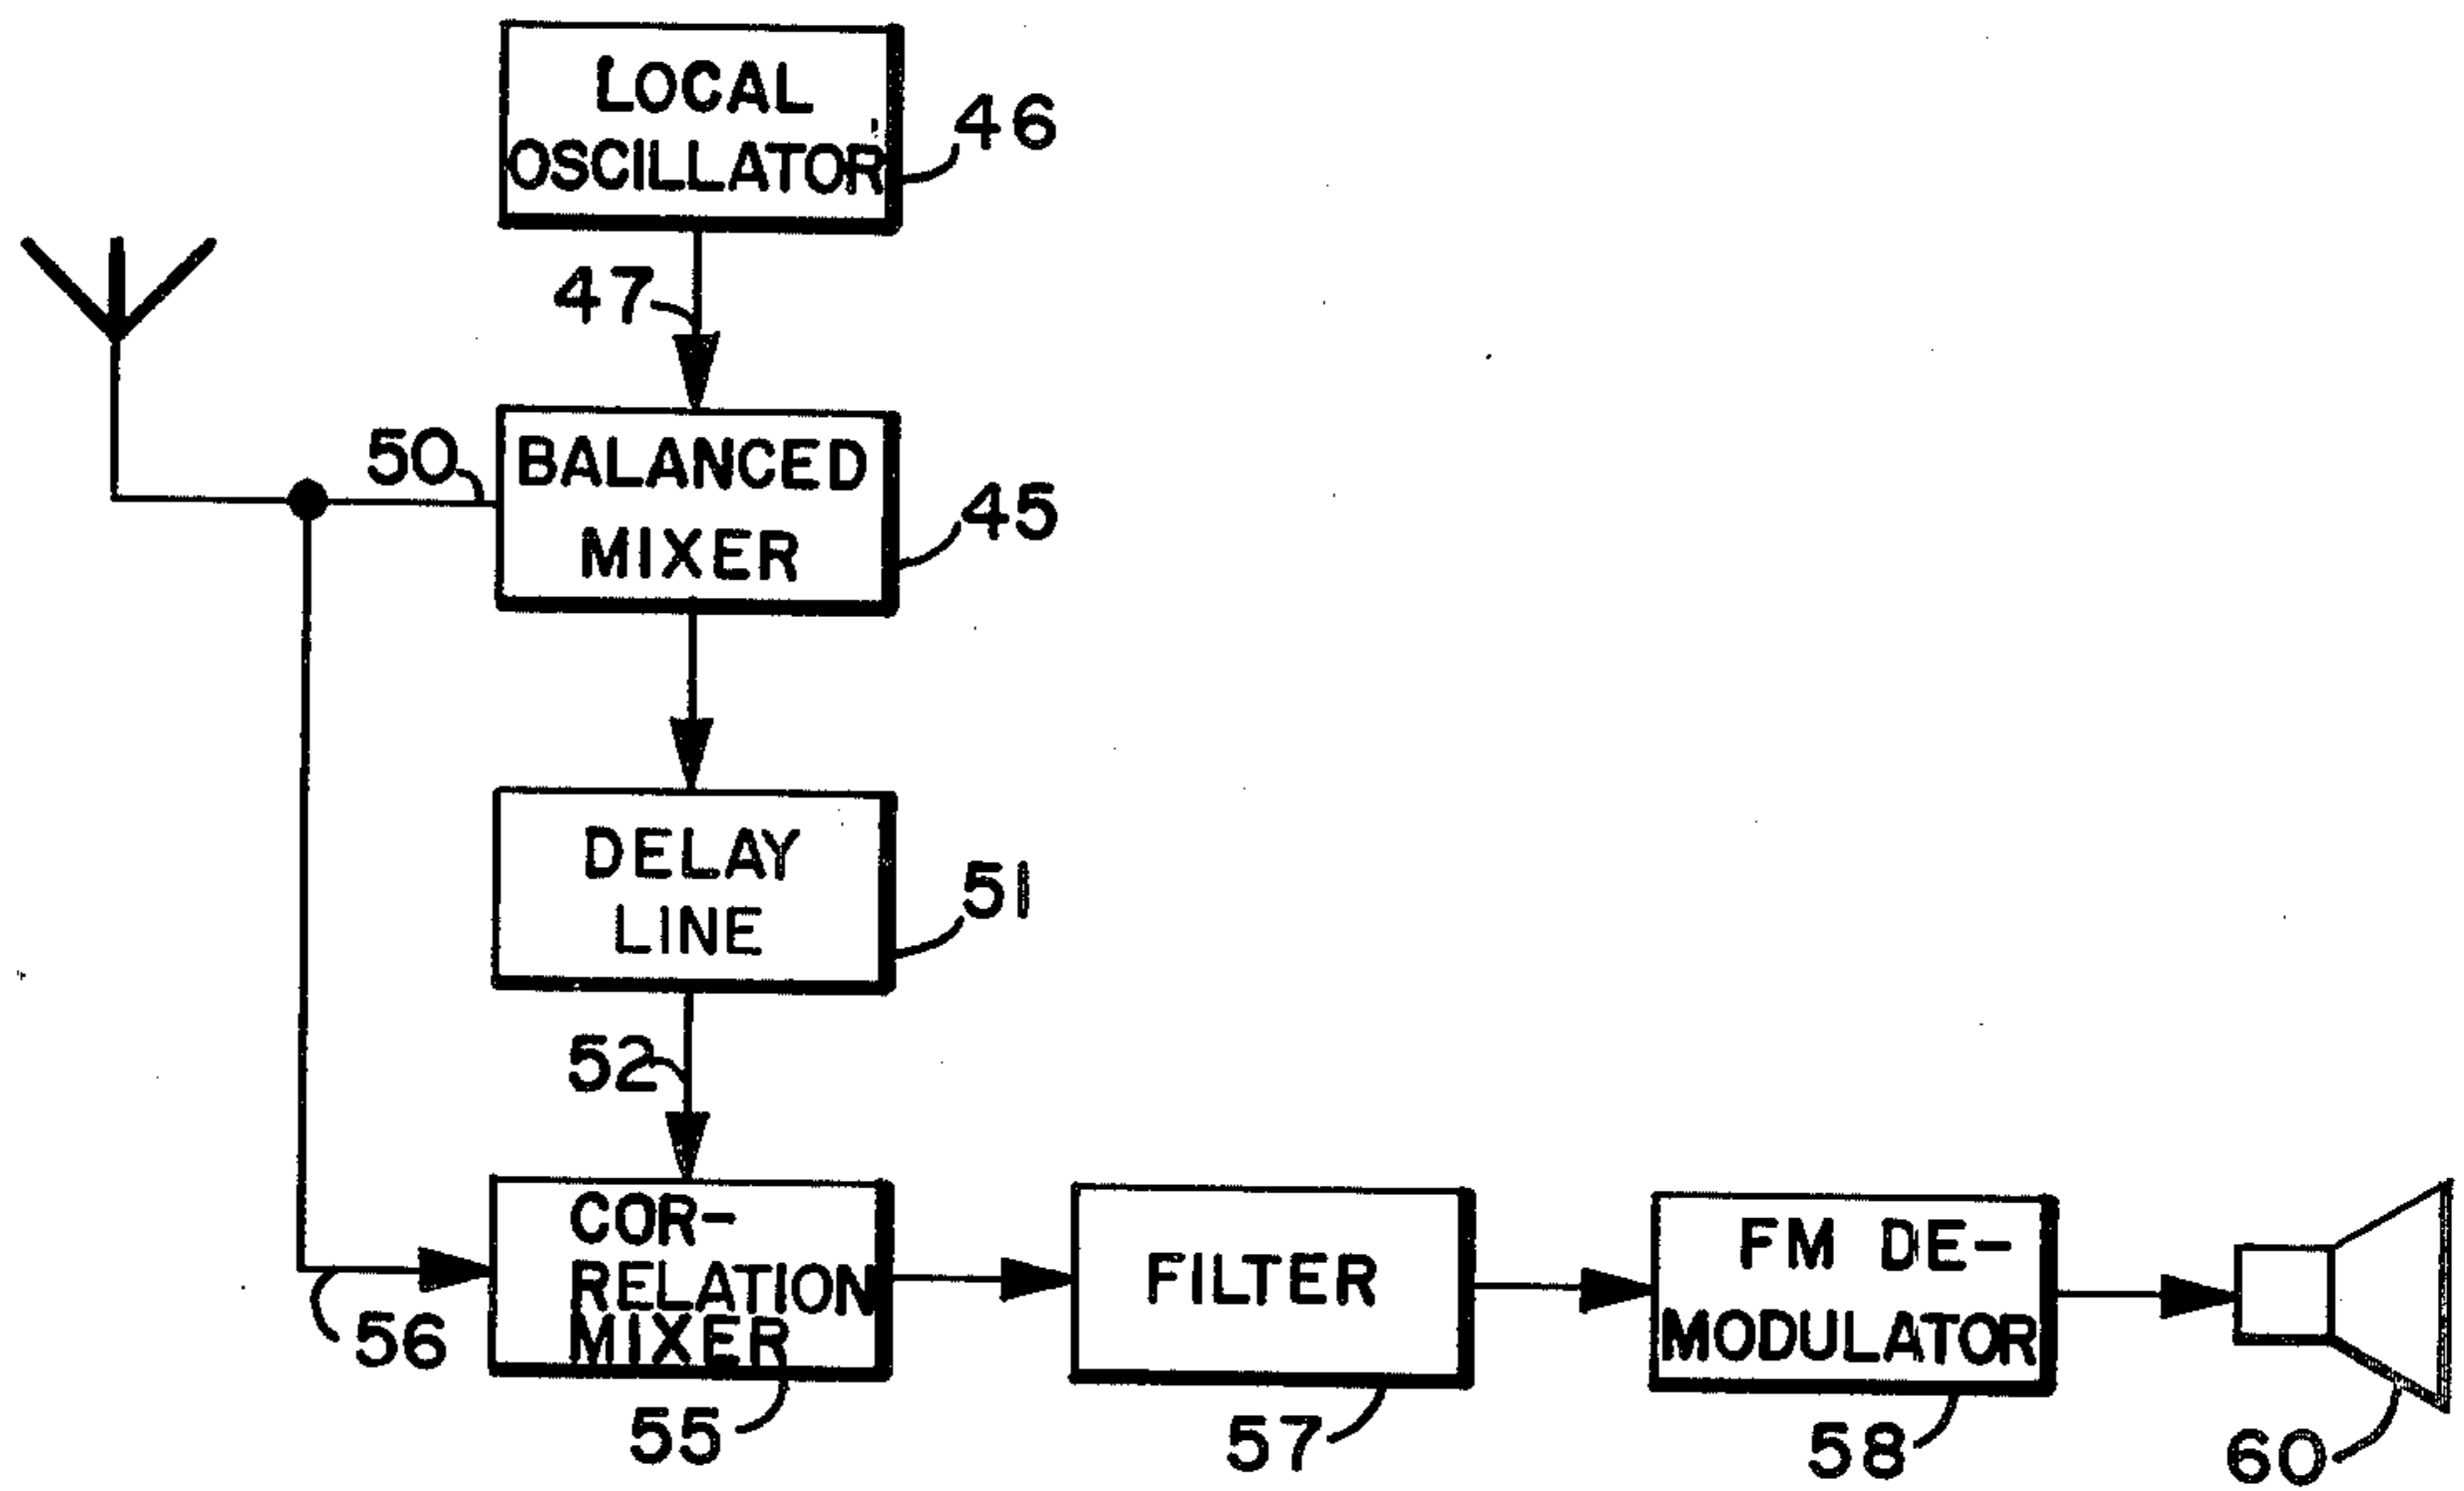 LOCAL
OSCILLATOR
46
47
50
BALANCED
MIXER
45
DELAY
LINE
51
52
COR-
RELATION
MIXER
56
55
FILTER
57
FM DE-
MODULATOR
58
60